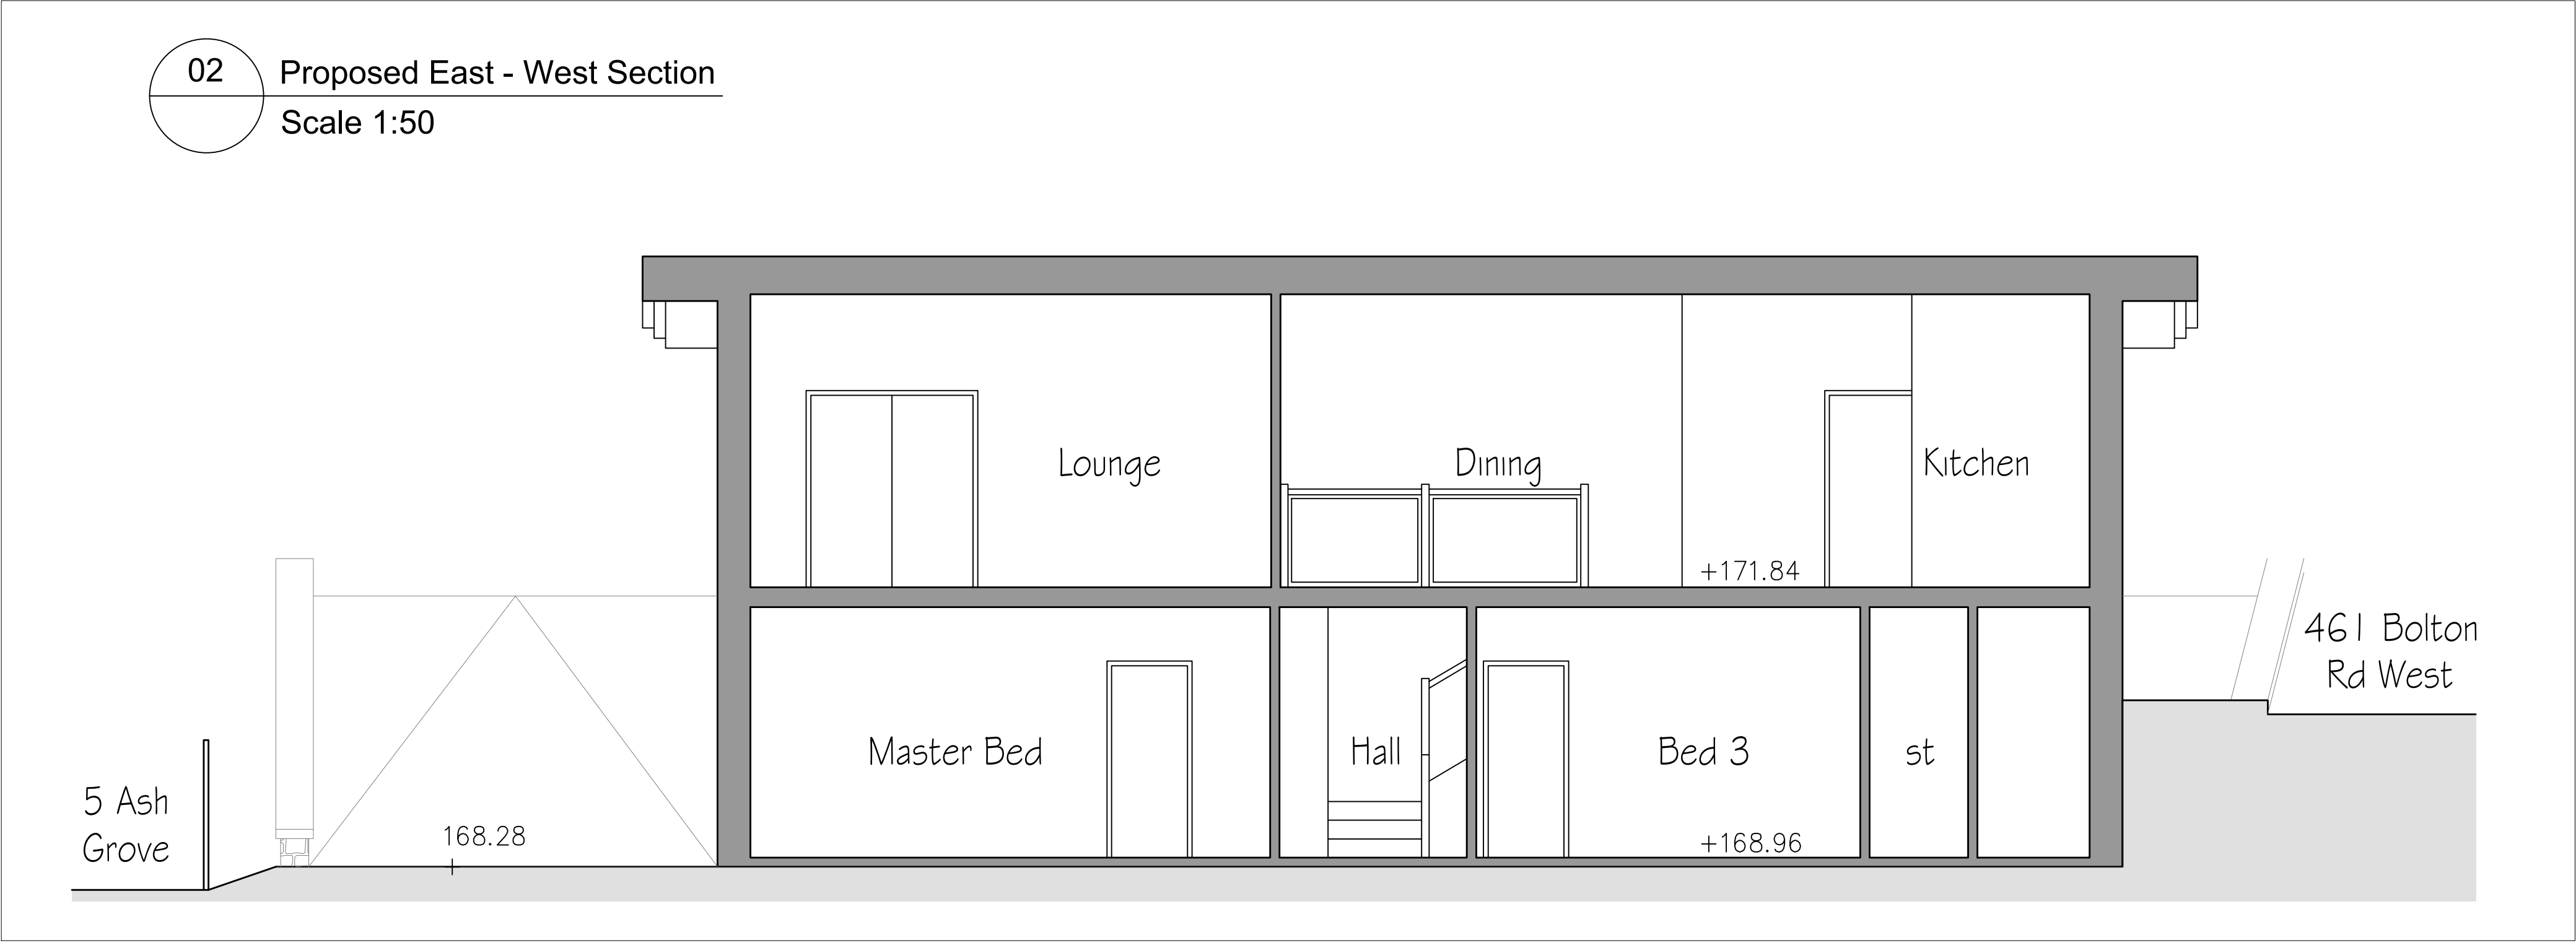 02
Proposed East - West Section
Scale 1:50
Lounge
Dining
Kitchen
+171.84
461 Bolton
Rd West
Master Bed
Hall
Bed 3
st
5 Ash
Grove
168.28
+168.96